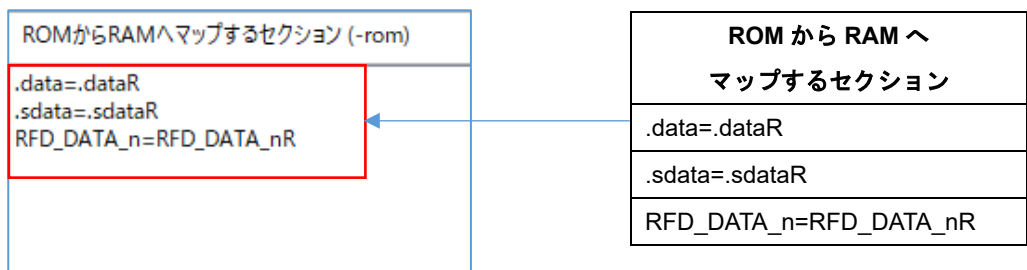 ROMからRAMへマップするセクション (-rom)
.data=.dataR
.sdata=.sdataR
RFD_DATA_n=RFD_DATA_nR
ROM から RAM へ
マップするセクション
.data=.dataR
.sdata=.sdataR
RFD_DATA_n=RFD_DATA_nR